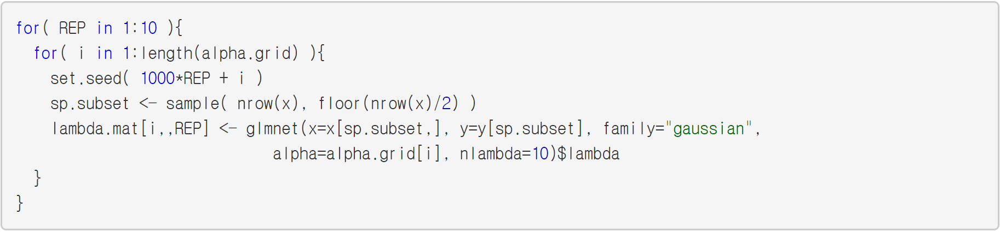 for( REP in 1:10 ){
  for( i in 1:length(alpha.grid) ){
    set.seed( 1000*REP + i )
    sp.subset <- sample( nrow(x), floor(nrow(x)/2) )
    lambda.mat[i,,REP] <- glmnet(x=x[sp.subset,], y=y[sp.subset], family="gaussian",
                              alpha=alpha.grid[i], nlambda=10)$lambda
  }
}